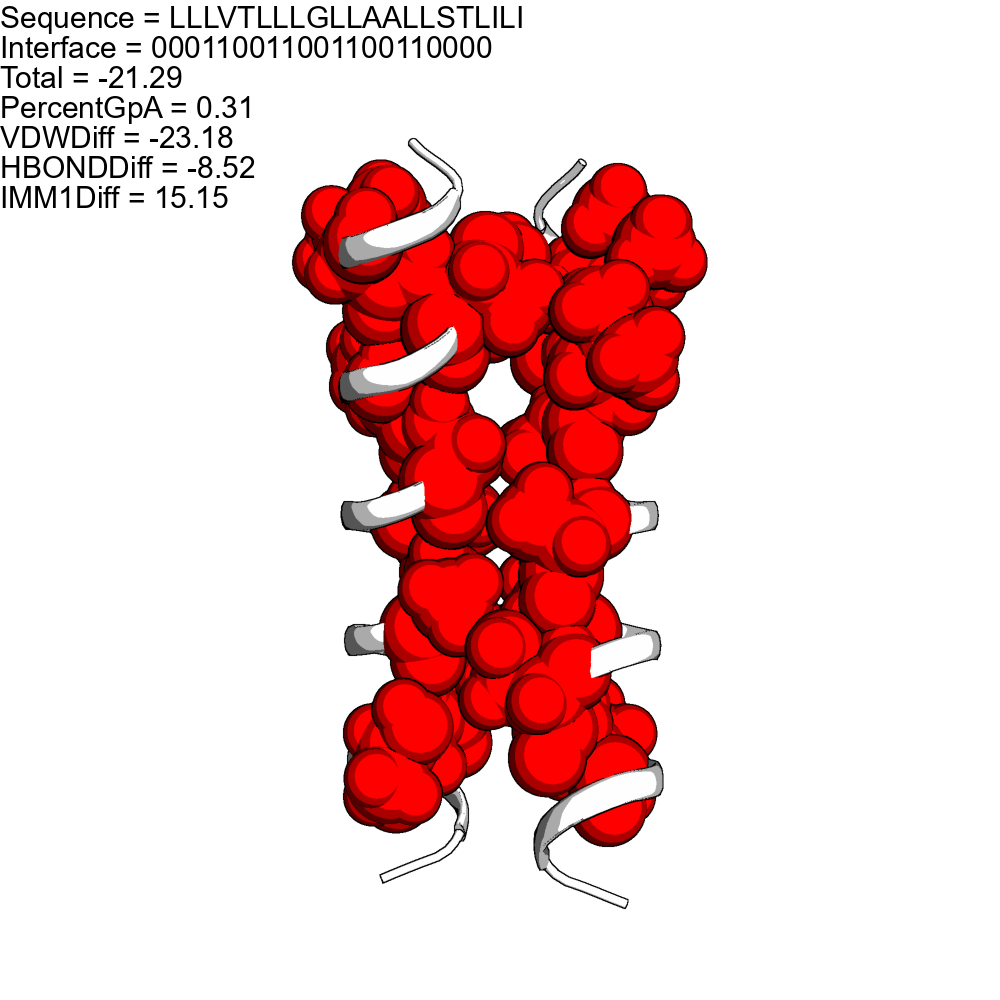 Sequence = LLLVTLLLGLLAALLSTLILI
Interface = 000110011001100110000
Total = -21.29
PercentGpA = 0.31
VDWDiff = -23.18
HBONDDiff = -8.52
IMM1Diff = 15.15